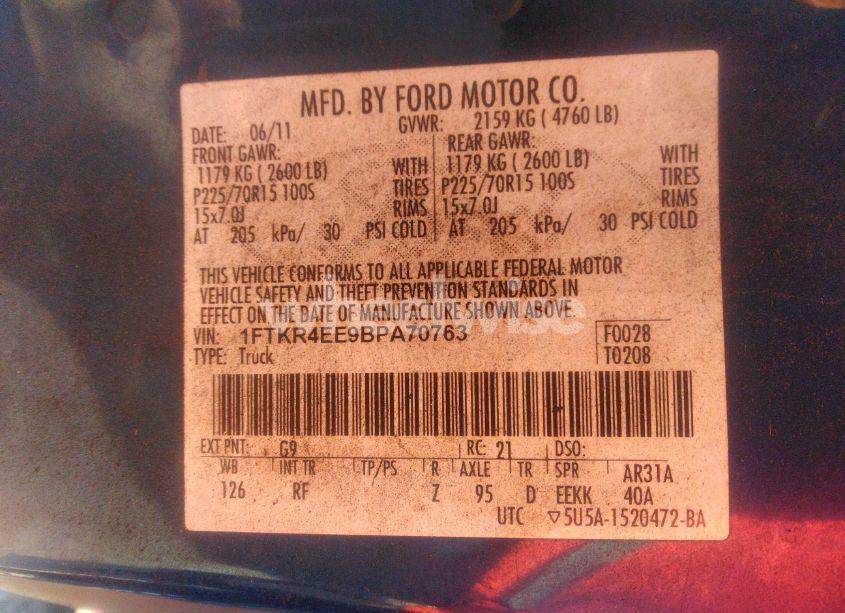 MFD. BY FORD MOTOR CO.
DATE: 06/11 GVWR: 2159 KG ( 4760 LB)
FRONT GAWR: REAR GAWR:
1179 KG ( 2600 LB) WITH 1179 KG ( 2600 LB) WITH
P225/70R15 100S TIRES P225/70R15 100S TIRES
15x7.0J RIMS 15x7.0J RIMS
AT 205 kPa/ 30 PSI COLD AT 205 kPa/ 30 PSI COLD
THIS VEHICLE CONFORMS TO ALL APPLICABLE FEDERAL MOTOR
VEHICLE SAFETY AND THEFT PREVENTION STANDARDS IN
EFFECT ON THE DATE OF MANUFACTURE SHOWN ABOVE.
VIN: 1FTKR4EE9BPA70763 F0028
TYPE: Truck T0208
EXT PNT: G9 RC: 21 DSO:
WB INT TR TP/PS R AXLE TR SPR AR31A
126 RF Z 95 D EEKK 40A
UTC ▽5U5A-1520472-BA